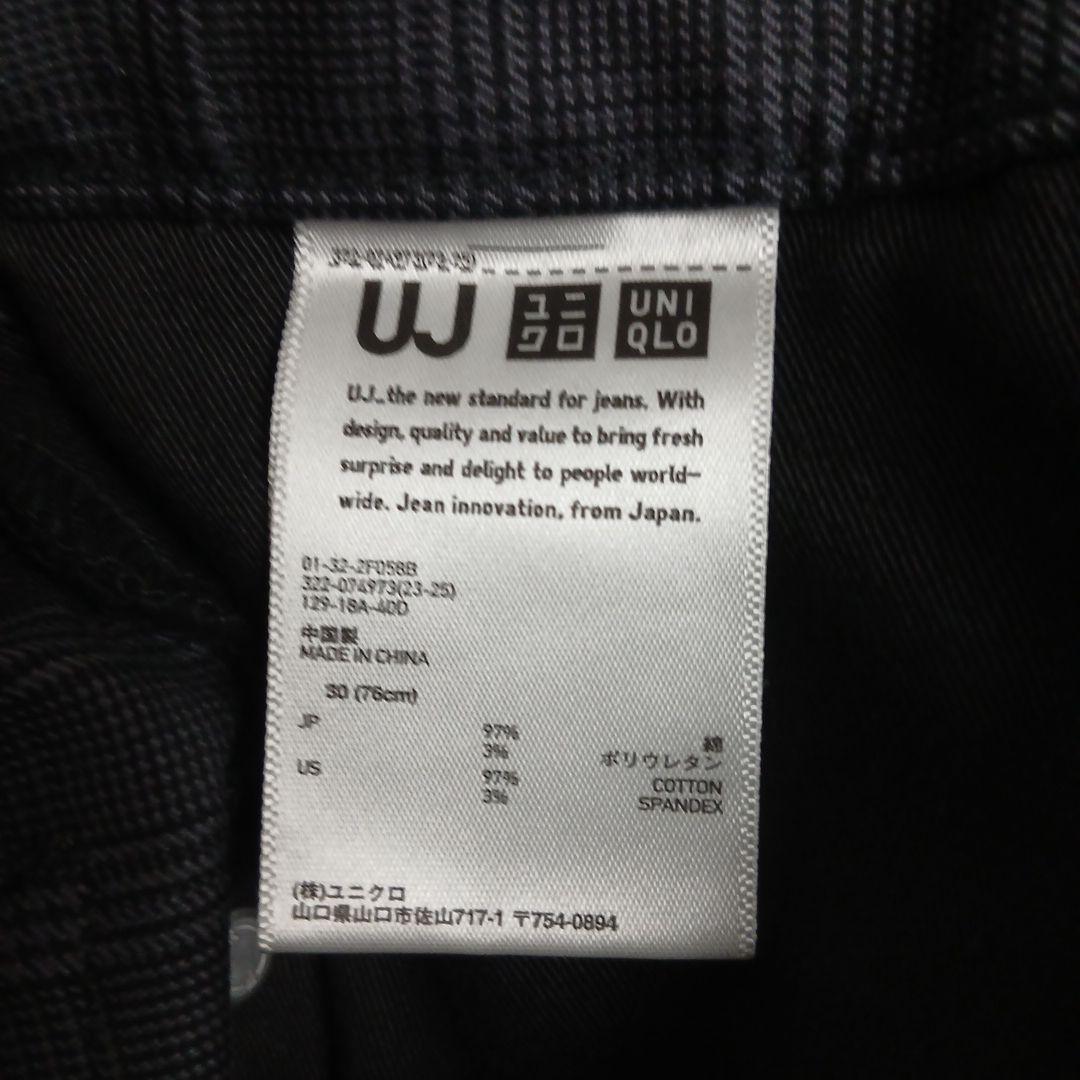 UJ ユニクロ UNIQLO
UJ_the new standard for jeans. With
design, quality and value to bring fresh
surprise and delight to people world-
wide. Jean innovation, from Japan.
01-32-2F058B
322-074973(23-25)
129-18A-40D
中国製
MADE IN CHINA
30 (76cm)
JP 97% 綿
3% ポリウレタン
US 97% COTTON
3% SPANDEX
(株)ユニクロ
山口県山口市佐山717-1 〒754-0894